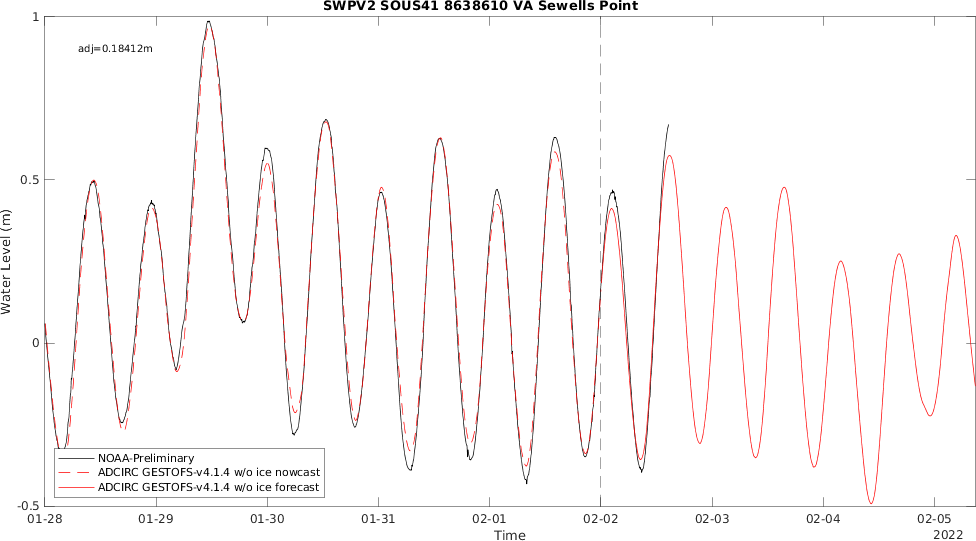 SWPV2 SOUS41 8638610 VA Sewells Point
adj=0.18412m
Water Level (m)
1
0.5
0
-0.5
NOAA-Preliminary
ADCIRC GESTOFS-v4.1.4 w/o ice nowcast
ADCIRC GESTOFS-v4.1.4 w/o ice forecast
01-28 01-29 01-30 01-31 02-01 02-02 02-03 02-04 02-05
Time
2022